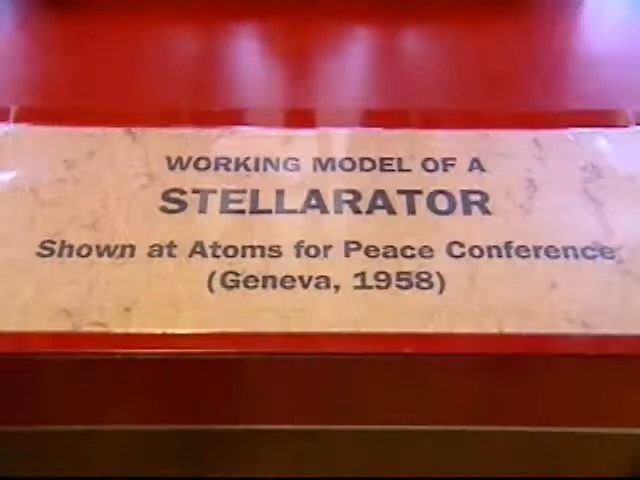 WORKING MODEL OF A
STELLARATOR
Shown at Atoms for Peace Conference
(Geneva, 1958)